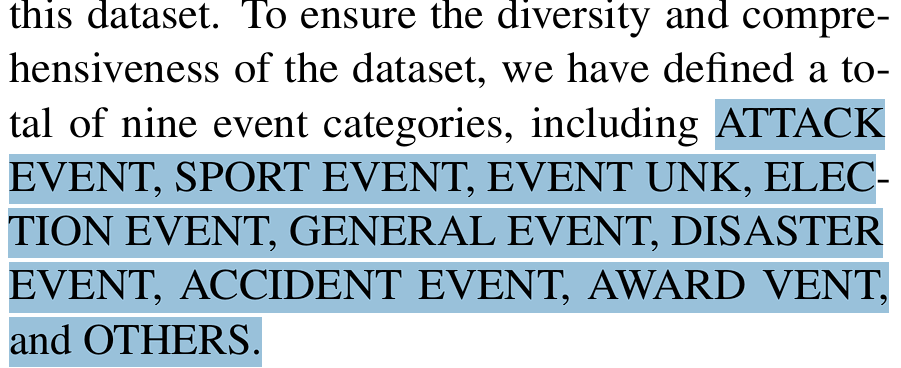 this dataset. To ensure the diversity and compre-
hensiveness of the dataset, we have defined a to-
tal of nine event categories, including ATTACK
EVENT, SPORT EVENT, EVENT UNK, ELEC-
TION EVENT, GENERAL EVENT, DISASTER
EVENT, ACCIDENT EVENT, AWARD VENT,
and OTHERS.